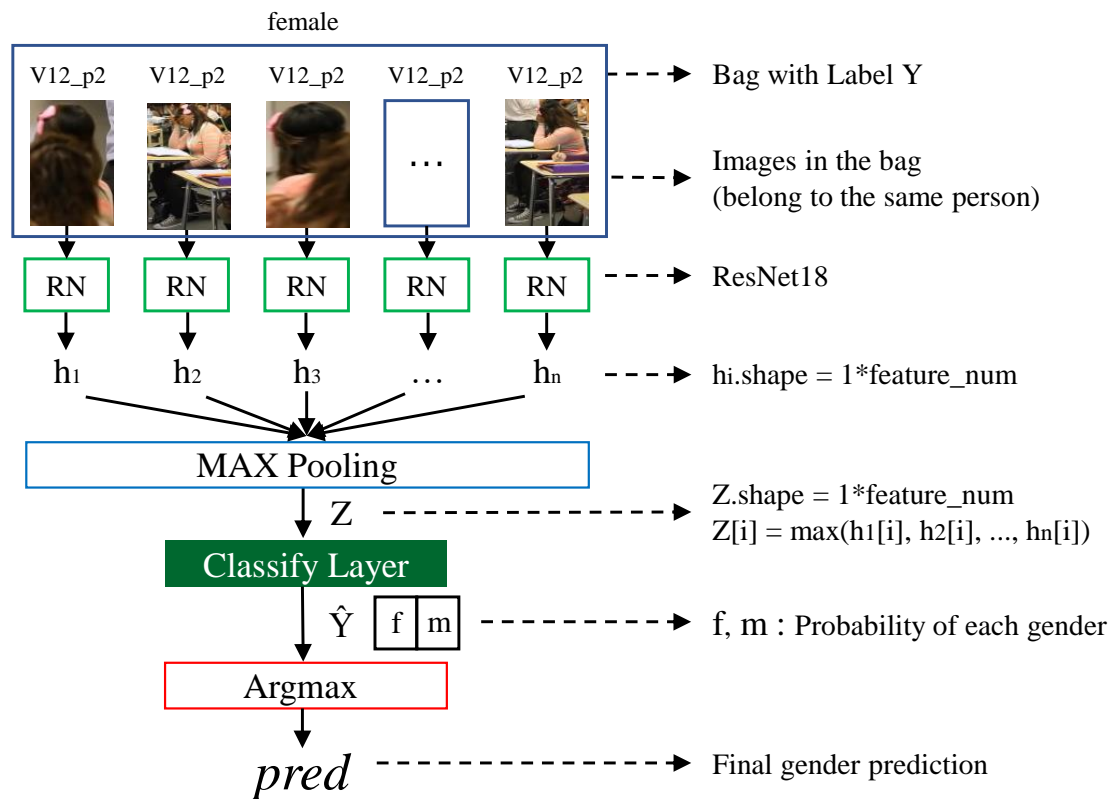 female
V12_p2 V12_p2 V12_p2 V12_p2 V12_p2
Bag with Label Y
...
Images in the bag
(belong to the same person)
RN RN RN RN RN
ResNet18
h1 h2 h3 ... hn
hi.shape = 1*feature_num
MAX Pooling
Z
Z.shape = 1*feature_num
Z[i] = max(h1[i], h2[i], ..., hn[i])
Classify Layer
Ŷ f m
f, m : Probability of each gender
Argmax
pred
Final gender prediction